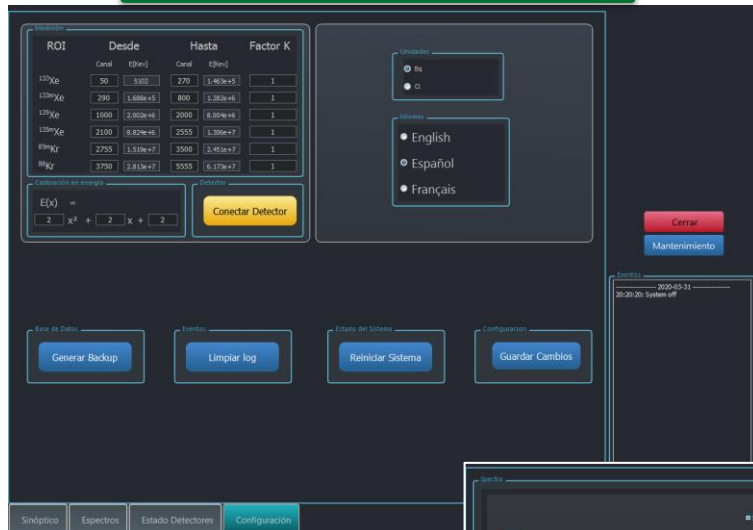 Medición
ROI Desde Hasta Factor K
Canal E[Kev] Canal E[Kev]
¹³³Xe 50 5102 270 1.463e+5 1
¹³³ᵐXe 290 1.688e+5 800 1.282e+6 1
¹³⁵Xe 1000 2.002e+6 2000 8.004e+6 1
¹³⁵ᵐXe 2100 8.824e+6 2555 1.306e+7 1
⁸⁵ᵐKr 2755 1.519e+7 3500 2.451e+7 1
⁸⁸Kr 3750 2.813e+7 5555 6.173e+7 1
Calibración en energía
E(x) =
2 x² + 2 x + 2
Detertor
Conectar Detector
Unidades
Bq
Ci
Idiomas
English
Español
Français
Cerrar
Mantenimiento
Eventos
2020-03-31
20:20:20: System off
Base de Datos
Generar Backup
Eventos
Limpiar log
Estado del Sistema
Reiniciar Sistema
Configuracion
Guardar Cambios
Spectra
Sinóptico Espectros Estado Detectores Configuración